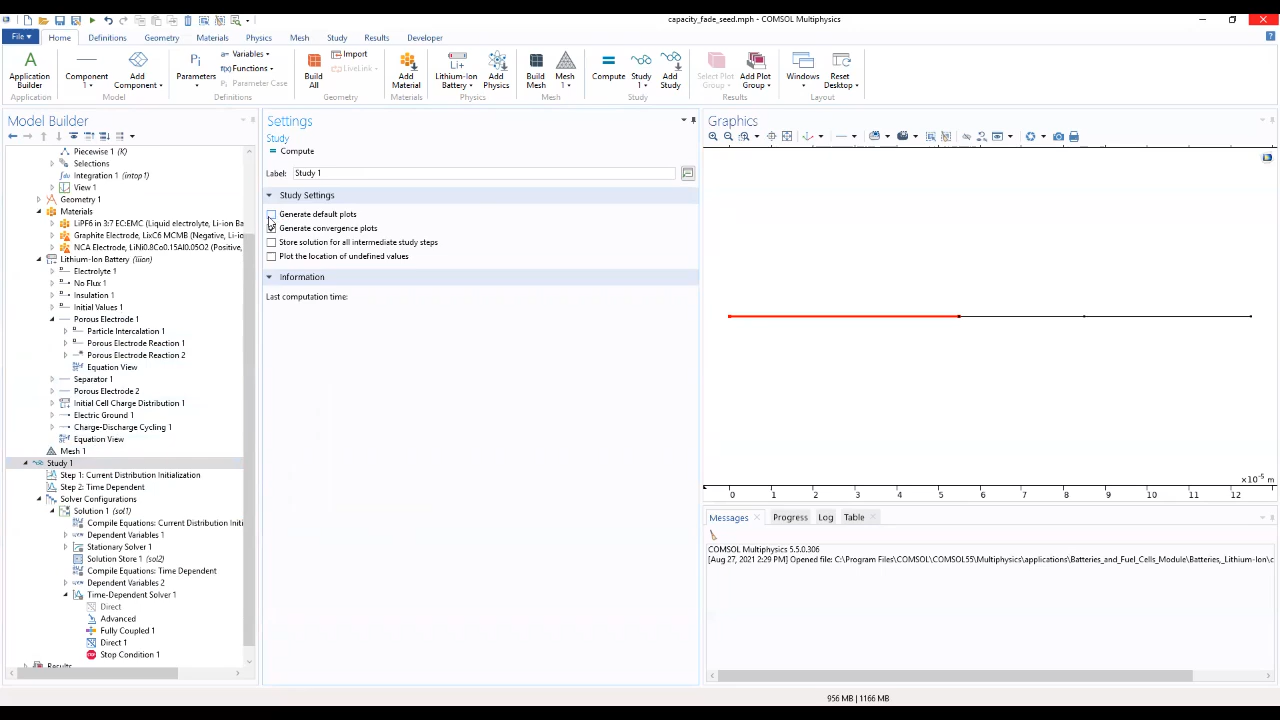 capacity_fade_seed.mph - COMSOL Multiphysics
File Home Definitions Geometry Materials Physics Mesh Study Results Developer
Application Builder
Application
Component 1
Add Component
Model
Parameters
Variables
Functions
Parameter Case
Definitions
Build All
Import
LiveLink
Geometry
Add Material
Materials
Lithium-Ion Battery
Add Physics
Physics
Build Mesh
Mesh 1
Mesh
Compute
Study 1
Add Study
Study
Select Plot Group
Add Plot Group
Results
Windows
Reset Desktop
Layout
Model Builder
Piecewise 1 (K)
Selections
Integration 1 (intop1)
View 1
Geometry 1
Materials
LiPF6 in 3:7 EC:EMC (Liquid electrolyte, Li-ion Ba
Graphite Electrode, LixC6 MCMB (Negative, Li-io
NCA Electrode, LiNi0.8Co0.15Al0.05O2 (Positive,
Lithium-Ion Battery (liion)
Electrolyte 1
No Flux 1
Insulation 1
Initial Values 1
Porous Electrode 1
Particle Intercalation 1
Porous Electrode Reaction 1
Porous Electrode Reaction 2
Equation View
Separator 1
Porous Electrode 2
Initial Cell Charge Distribution 1
Electric Ground 1
Charge-Discharge Cycling 1
Equation View
Mesh 1
Study 1
Step 1: Current Distribution Initialization
Step 2: Time Dependent
Solver Configurations
Solution 1 (sol1)
Compile Equations: Current Distribution Initi
Dependent Variables 1
Stationary Solver 1
Solution Store 1 (sol2)
Compile Equations: Time Dependent
Dependent Variables 2
Time-Dependent Solver 1
Direct
Advanced
Fully Coupled 1
Direct 1
Stop Condition 1
Results
Settings
Study
= Compute
Label: Study 1
Study Settings
Generate default plots
Generate convergence plots
Store solution for all intermediate study steps
Plot the location of undefined values
Information
Last computation time:
Graphics
×10⁻⁵ m
0 1 2 3 4 5 6 7 8 9 10 11 12
Messages Progress Log Table
COMSOL Multiphysics 5.5.0.306
[Aug 27, 2021 2:29 PM] Opened file: C:\Program Files\COMSOL\COMSOL55\Multiphysics\applications\Batteries_and_Fuel_Cells_Module\Batteries,_Lithium-Ion\c
956 MB | 1166 MB